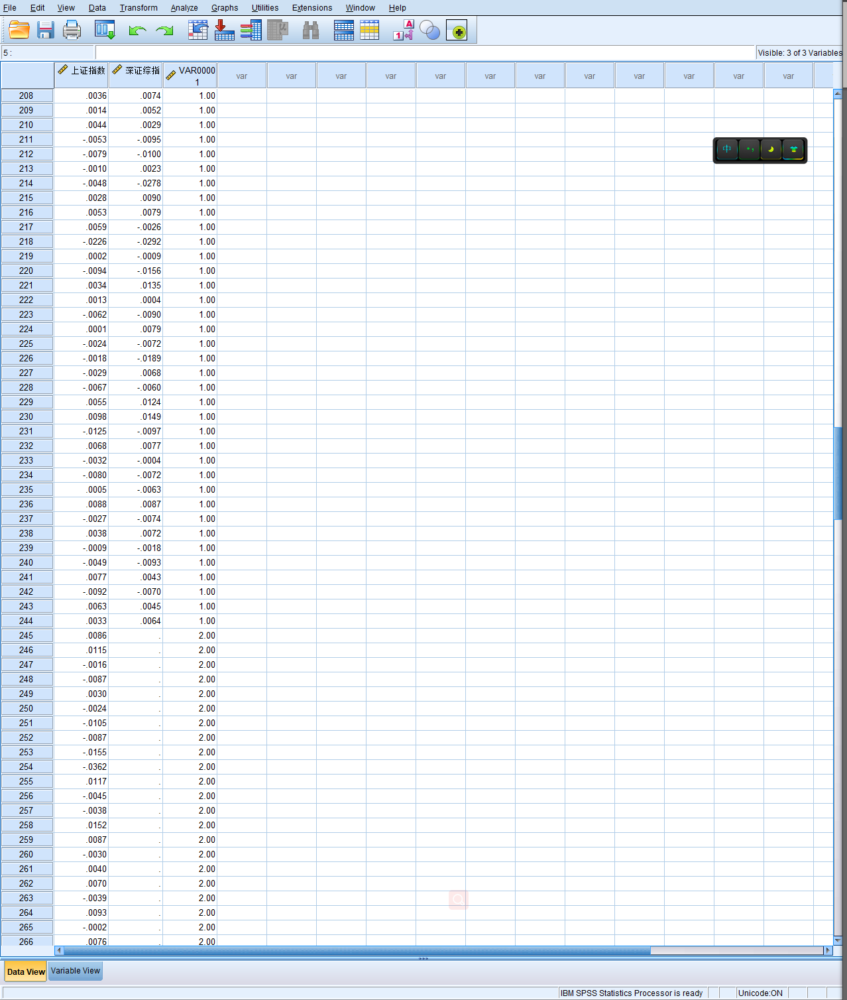 File Edit View Data Transform Analyze Graphs Utilities Extensions Window Help
5 :
Visible: 3 of 3 Variables
上证指数 深证综指 VAR00001 var var var var var var var var var var var var
208 .0036 .0074 1.00
209 .0014 .0052 1.00
210 .0044 .0029 1.00
211 -.0053 -.0095 1.00
212 -.0079 -.0100 1.00
213 -.0010 .0023 1.00
214 -.0048 -.0278 1.00
215 .0028 .0090 1.00
216 .0053 .0079 1.00
217 .0059 -.0026 1.00
218 -.0226 -.0292 1.00
219 .0002 -.0009 1.00
220 -.0094 -.0156 1.00
221 .0034 .0135 1.00
222 .0013 .0004 1.00
223 -.0062 -.0090 1.00
224 .0001 .0079 1.00
225 -.0024 -.0072 1.00
226 -.0018 -.0189 1.00
227 -.0029 .0068 1.00
228 -.0067 -.0060 1.00
229 .0055 .0124 1.00
230 .0098 .0149 1.00
231 -.0125 -.0097 1.00
232 .0068 .0077 1.00
233 -.0032 -.0004 1.00
234 -.0080 -.0072 1.00
235 .0005 -.0063 1.00
236 .0088 .0087 1.00
237 -.0027 -.0074 1.00
238 .0038 .0072 1.00
239 -.0009 -.0018 1.00
240 -.0049 -.0093 1.00
241 .0077 .0043 1.00
242 -.0092 -.0070 1.00
243 .0063 .0045 1.00
244 .0033 .0064 1.00
245 .0086 . 2.00
246 .0115 . 2.00
247 -.0016 . 2.00
248 -.0087 . 2.00
249 .0030 . 2.00
250 -.0024 . 2.00
251 -.0105 . 2.00
252 -.0087 . 2.00
253 -.0155 . 2.00
254 -.0362 . 2.00
255 .0117 . 2.00
256 -.0045 . 2.00
257 -.0038 . 2.00
258 .0152 . 2.00
259 .0087 . 2.00
260 -.0030 . 2.00
261 .0040 . 2.00
262 .0070 . 2.00
263 -.0039 . 2.00
264 .0093 . 2.00
265 -.0002 . 2.00
266 .0076 . 2.00
中
Data View Variable View
IBM SPSS Statistics Processor is ready Unicode:ON